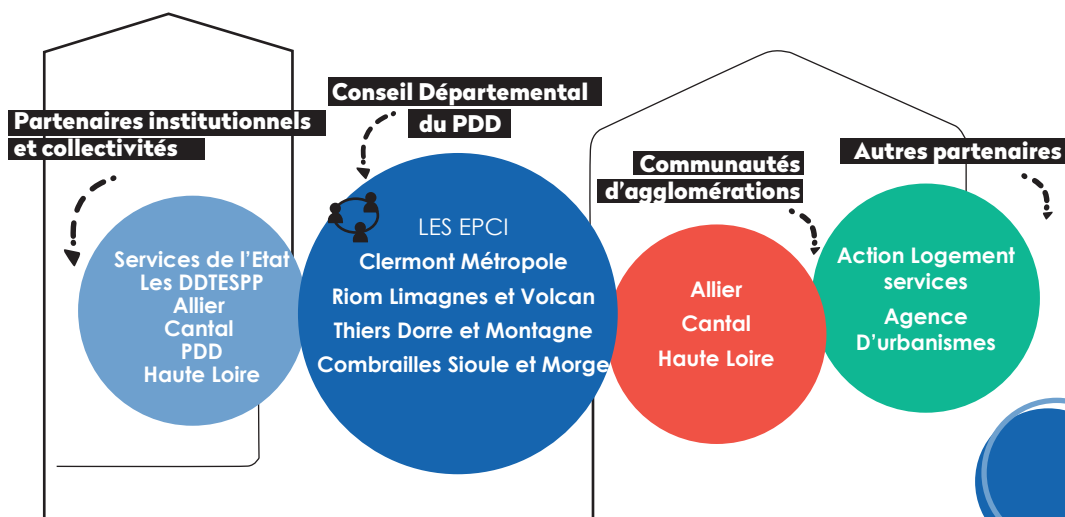 Partenaires institutionnels
et collectivités
Services de l'Etat
Les DDTESPP
Allier
Cantal
PDD
Haute Loire
Conseil Départemental
du PDD
LES EPCI
Clermont Métropole
Riom Limagnes et Volcan
Thiers Dorre et Montagne
Combrailles Sioule et Morge
Communautés
d'agglomérations
Allier
Cantal
Haute Loire
Autres partenaires
Action Logement
services
Agence
D'urbanismes